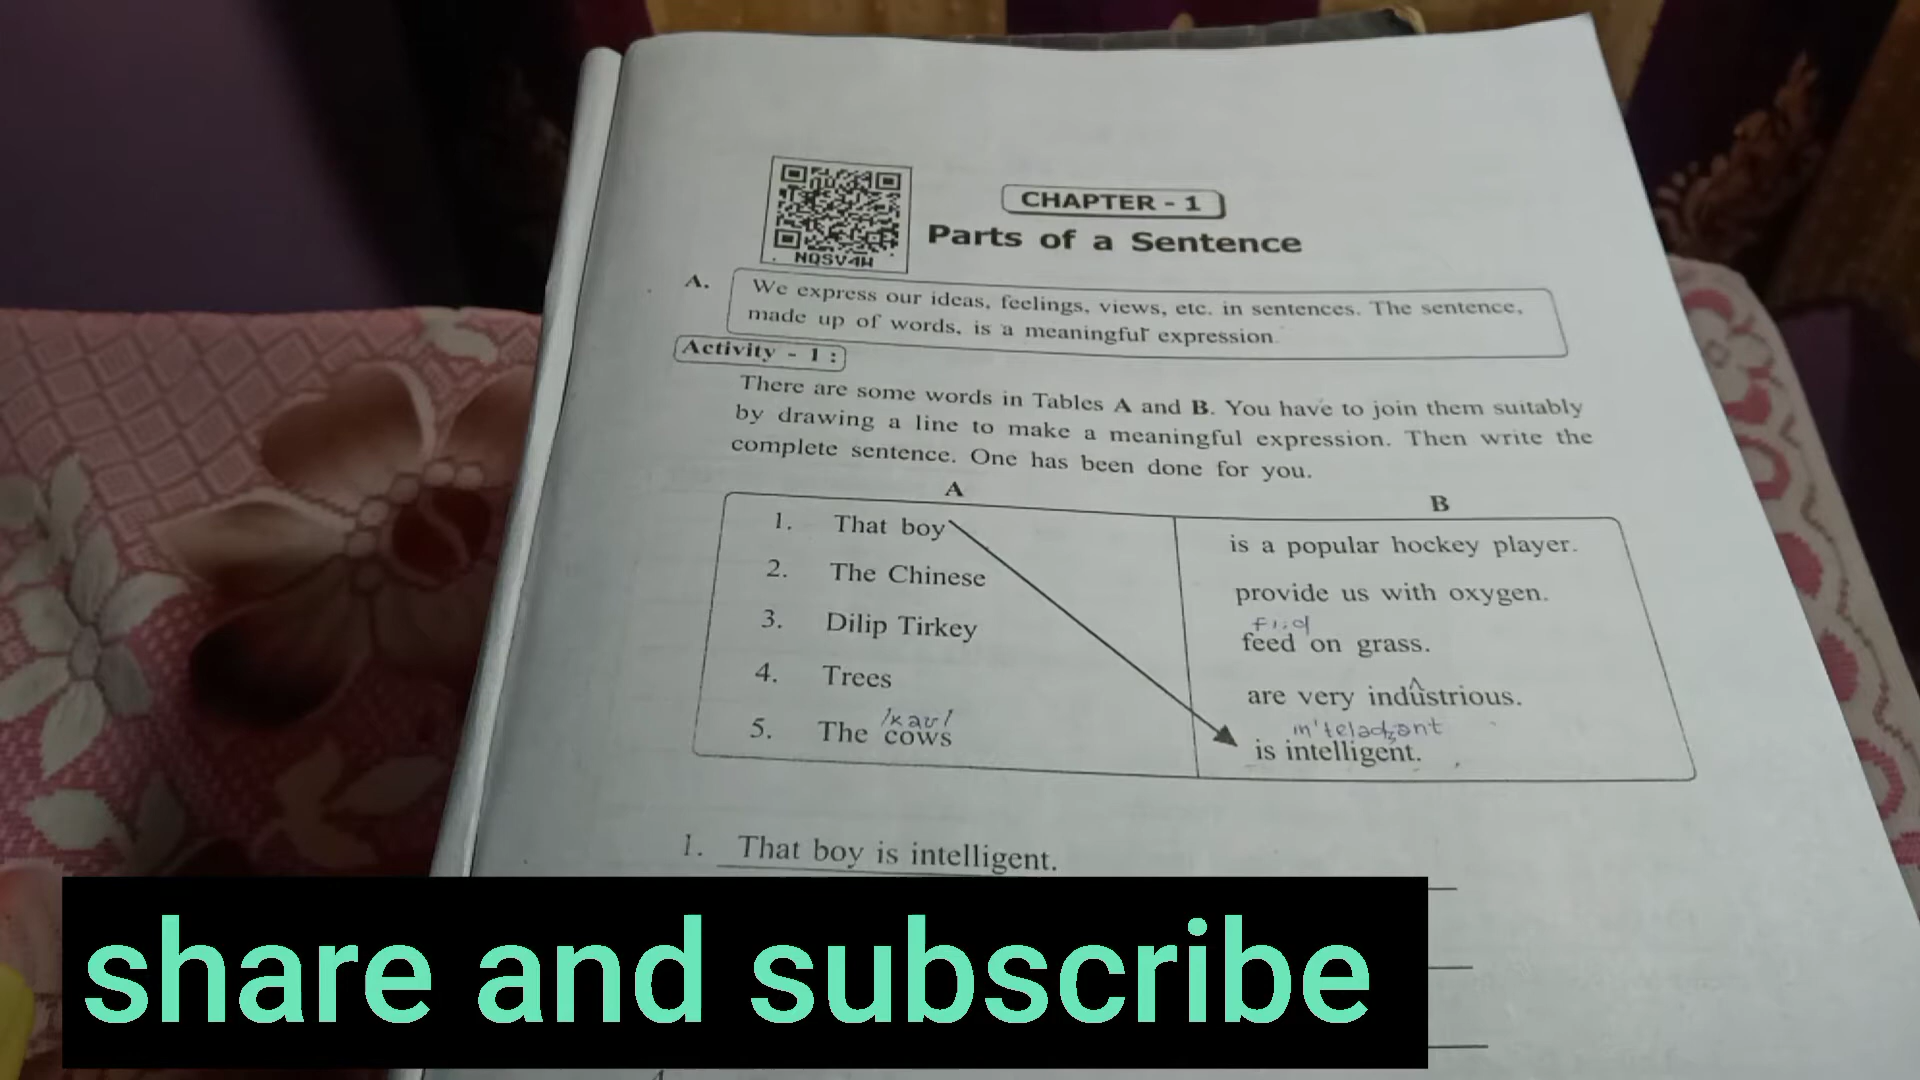 CHAPTER - 1
Parts of a Sentence
NQSV4H
A. We express our ideas, feelings, views, etc. in sentences. The sentence,
made up of words, is a meaningful expression.
Activity - 1 :
There are some words in Tables A and B. You have to join them suitably
by drawing a line to make a meaningful expression. Then write the
complete sentence. One has been done for you.
A B
1. That boy is a popular hockey player.
2. The Chinese provide us with oxygen.
3. Dilip Tirkey feed on grass.
4. Trees are very industrious.
/kaʊ/
5. The cows is intelligent.
1. That boy is intelligent.
share and subscribe